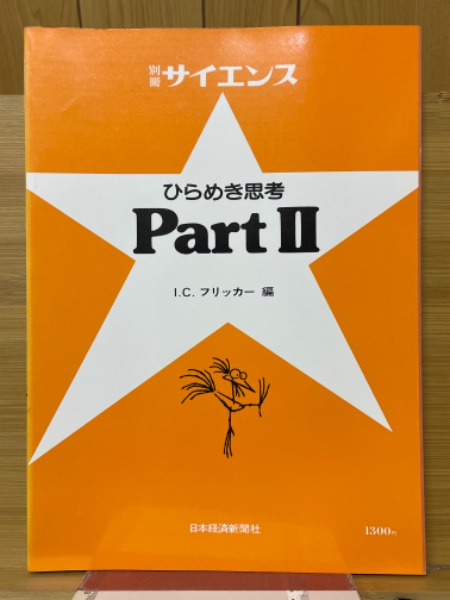 別冊 サイエンス
ひらめき思考
Part II
I.C. フリッカー 編
日本経済新聞社
1300円